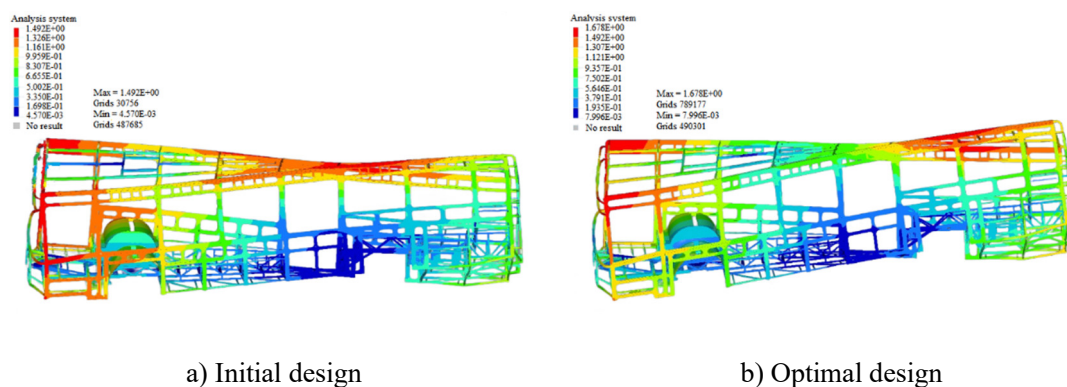 Analysis system
1.492E+00
1.326E+00
1.161E+00
9.959E-01
8.307E-01
6.655E-01
5.002E-01
3.350E-01
1.698E-01
4.570E-03
No result
Max = 1.492E+00
Grids 30756
Min = 4.570E-03
Grids 487685
Analysis system
1.678E+00
1.492E+00
1.307E+00
1.121E+00
9.357E-01
7.502E-01
5.646E-01
3.791E-01
1.935E-01
7.996E-03
No result
Max = 1.678E+00
Grids 789177
Min = 7.996E-03
Grids 490301
a) Initial design
b) Optimal design